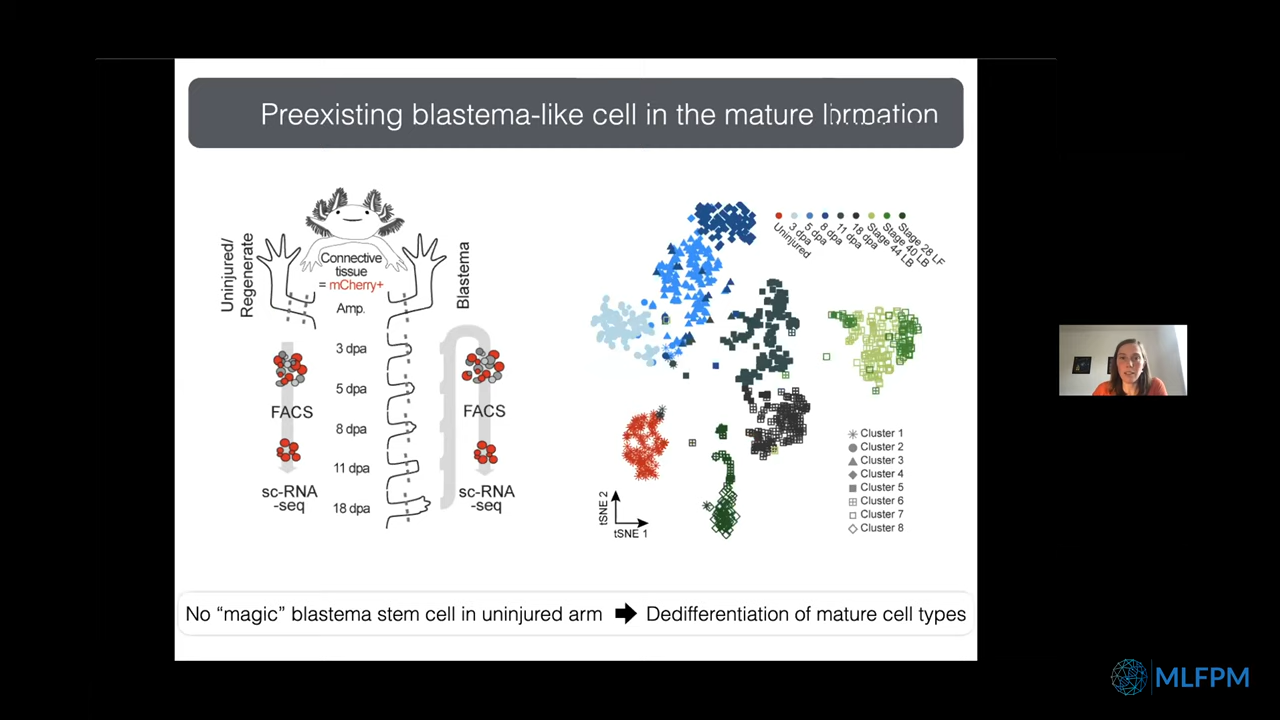 Preexisting blastema-like cell in the mature
Uninjured/
Regenerate
Connective
tissue
= mCherry+
Amp.
Blastema
3 dpa
5 dpa
8 dpa
11 dpa
18 dpa
FACS
sc-RNA
-seq
FACS
sc-RNA
-seq
Uninjured
3 dpa
5 dpa
8 dpa
11 dpa
18 dpa
Stage 44 LB
Stage 40 LB
Stage 28 LF
Cluster 1
Cluster 2
Cluster 3
Cluster 4
Cluster 5
Cluster 6
Cluster 7
Cluster 8
tSNE 2
tSNE 1
No “magic” blastema stem cell in uninjured arm
Dedifferentiation of mature cell types
MLFPM